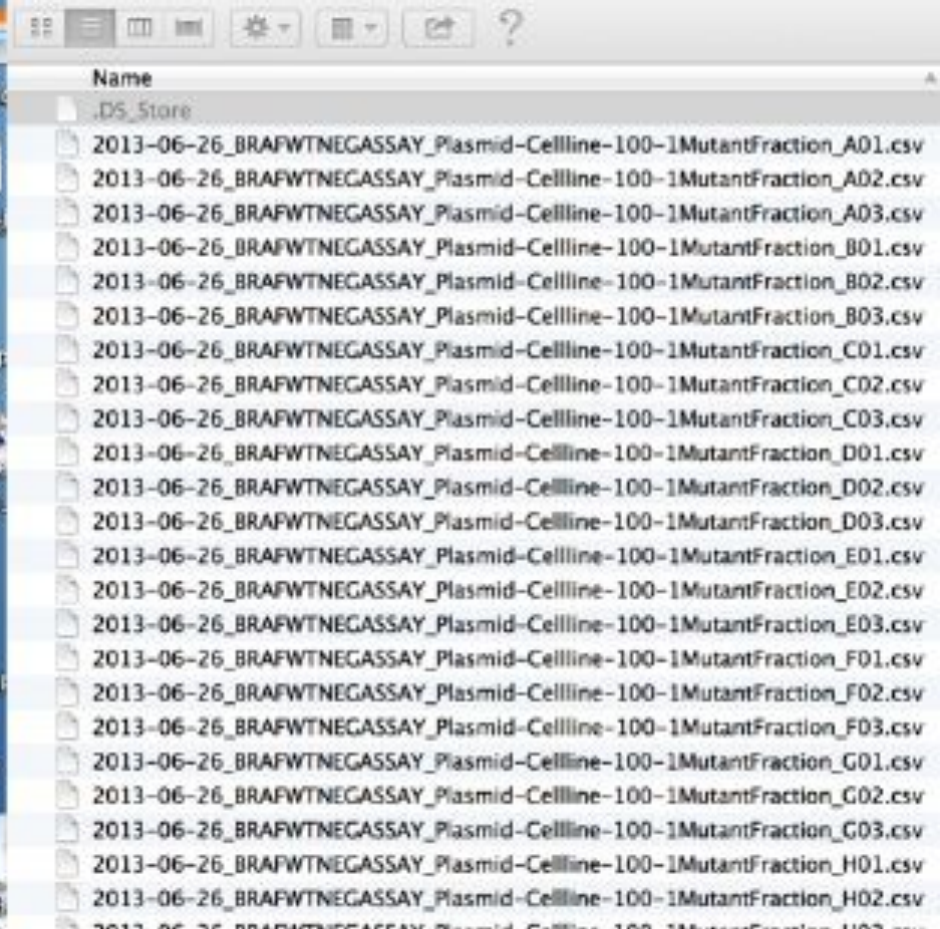 ?
Name
.DS_Store
2013-06-26_BRAFWTNEGASSAY_Plasmid-Cellline-100-1MutantFraction_A01.csv
2013-06-26_BRAFWTNEGASSAY_Plasmid-Cellline-100-1MutantFraction_A02.csv
2013-06-26_BRAFWTNEGASSAY_Plasmid-Cellline-100-1MutantFraction_A03.csv
2013-06-26_BRAFWTNEGASSAY_Plasmid-Cellline-100-1MutantFraction_B01.csv
2013-06-26_BRAFWTNEGASSAY_Plasmid-Cellline-100-1MutantFraction_B02.csv
2013-06-26_BRAFWTNEGASSAY_Plasmid-Cellline-100-1MutantFraction_B03.csv
2013-06-26_BRAFWTNEGASSAY_Plasmid-Cellline-100-1MutantFraction_C01.csv
2013-06-26_BRAFWTNEGASSAY_Plasmid-Cellline-100-1MutantFraction_C02.csv
2013-06-26_BRAFWTNEGASSAY_Plasmid-Cellline-100-1MutantFraction_C03.csv
2013-06-26_BRAFWTNEGASSAY_Plasmid-Cellline-100-1MutantFraction_D01.csv
2013-06-26_BRAFWTNEGASSAY_Plasmid-Cellline-100-1MutantFraction_D02.csv
2013-06-26_BRAFWTNEGASSAY_Plasmid-Cellline-100-1MutantFraction_D03.csv
2013-06-26_BRAFWTNEGASSAY_Plasmid-Cellline-100-1MutantFraction_E01.csv
2013-06-26_BRAFWTNEGASSAY_Plasmid-Cellline-100-1MutantFraction_E02.csv
2013-06-26_BRAFWTNEGASSAY_Plasmid-Cellline-100-1MutantFraction_E03.csv
2013-06-26_BRAFWTNEGASSAY_Plasmid-Cellline-100-1MutantFraction_F01.csv
2013-06-26_BRAFWTNEGASSAY_Plasmid-Cellline-100-1MutantFraction_F02.csv
2013-06-26_BRAFWTNEGASSAY_Plasmid-Cellline-100-1MutantFraction_F03.csv
2013-06-26_BRAFWTNEGASSAY_Plasmid-Cellline-100-1MutantFraction_G01.csv
2013-06-26_BRAFWTNEGASSAY_Plasmid-Cellline-100-1MutantFraction_G02.csv
2013-06-26_BRAFWTNEGASSAY_Plasmid-Cellline-100-1MutantFraction_G03.csv
2013-06-26_BRAFWTNEGASSAY_Plasmid-Cellline-100-1MutantFraction_H01.csv
2013-06-26_BRAFWTNEGASSAY_Plasmid-Cellline-100-1MutantFraction_H02.csv